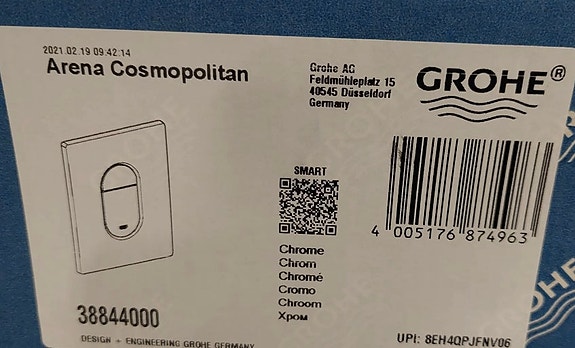 2021.02.19 09:42:14
Arena Cosmopolitan
Grohe AG
Feldmühleplatz 15
40545 Düsseldorf
Germany
GROHE®
SMART
4 005176 874963
Chrome
Chrom
Chromé
Cromo
Chroom
Хром
38844000
DESIGN + ENGINEERING GROHE GERMANY
UPI: 8EH4QPJFNV06
GROHE